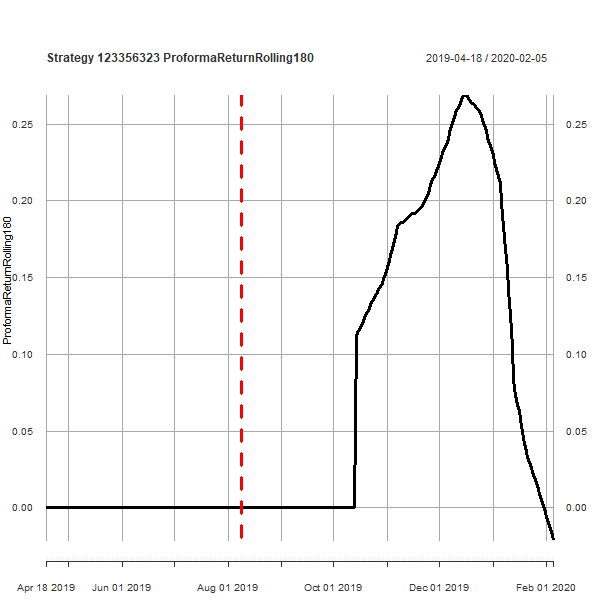 Strategy 123356323 ProformaReturnRolling180
2019-04-18 / 2020-02-05
ProformaReturnRolling180
0.25
0.20
0.15
0.10
0.05
0.00
0.25
0.20
0.15
0.10
0.05
0.00
Apr 18 2019
Jun 01 2019
Aug 01 2019
Oct 01 2019
Dec 01 2019
Feb 01 2020